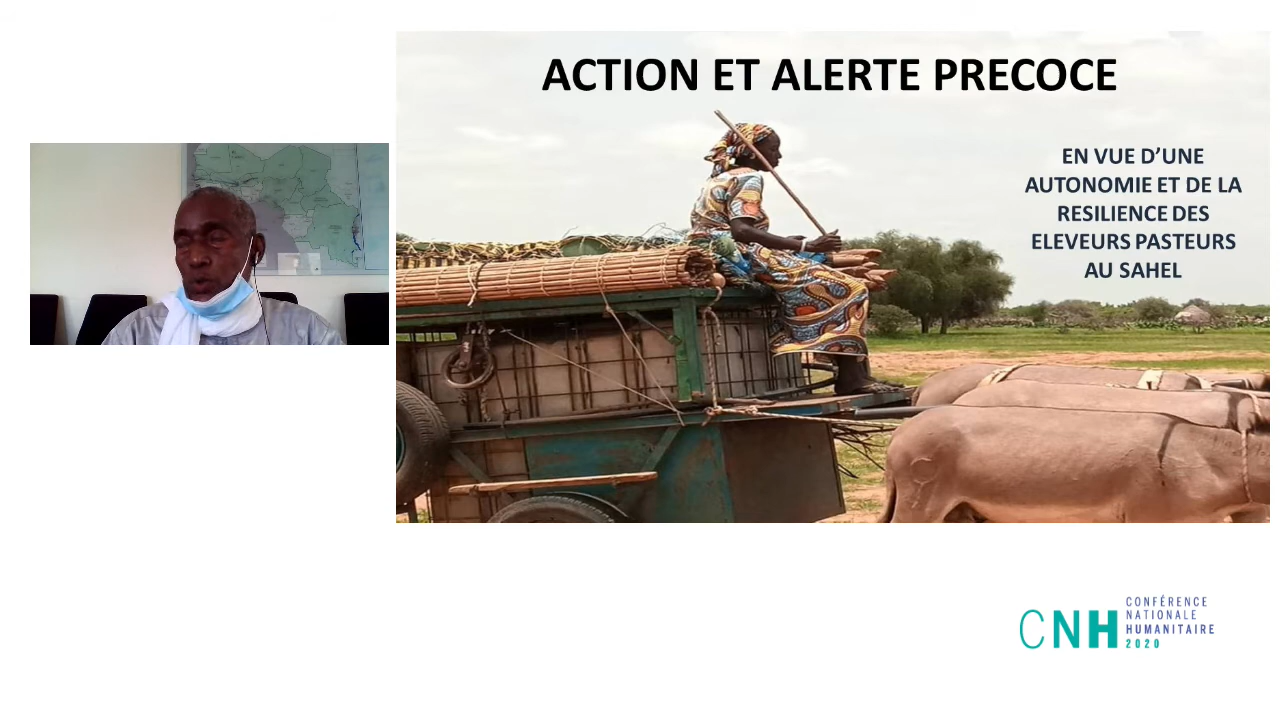 ACTION ET ALERTE PRECOCE
EN VUE D’UNE
AUTONOMIE ET DE LA
RESILIENCE DES
ELEVEURS PASTEURS
AU SAHEL
CNH
CONFÉRENCE
NATIONALE
HUMANITAIRE
2020